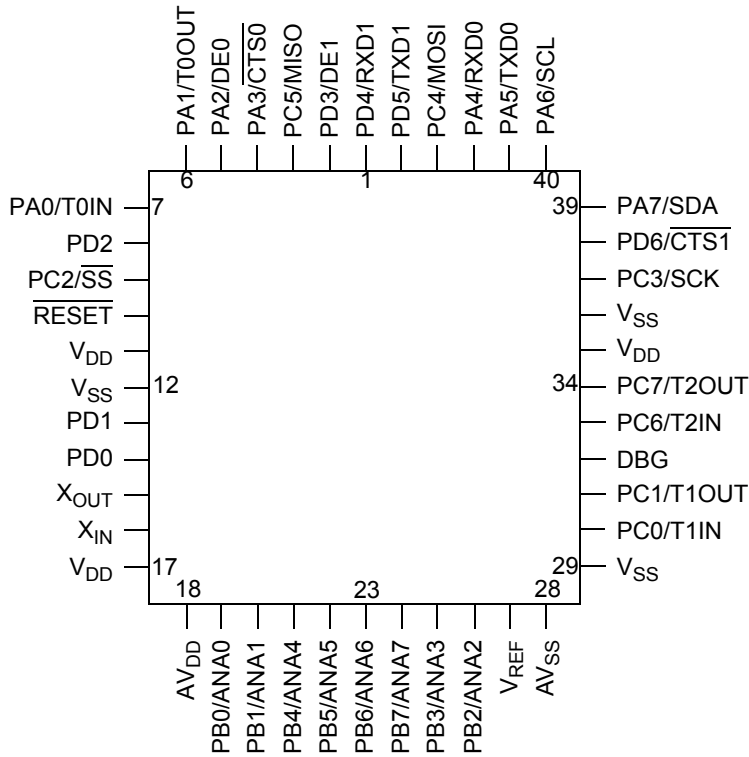 PA1/T0OUT
PA2/DE0
PA3/CTS0
PC5/MISO
PD3/DE1
PD4/RXD1
PD5/TXD1
PC4/MOSI
PA4/RXD0
PA5/TXD0
PA6/SCL
6
1
40
PA0/T0IN
7
39
PA7/SDA
PD2
PD6/CTS1
PC2/SS
PC3/SCK
RESET
VSS
VDD
VDD
VSS
12
34
PC7/T2OUT
PD1
PC6/T2IN
PD0
DBG
XOUT
PC1/T1OUT
XIN
PC0/T1IN
VDD
17
29
VSS
18
23
28
AVDD
PB0/ANA0
PB1/ANA1
PB4/ANA4
PB5/ANA5
PB6/ANA6
PB7/ANA7
PB3/ANA3
PB2/ANA2
VREF
AVSS